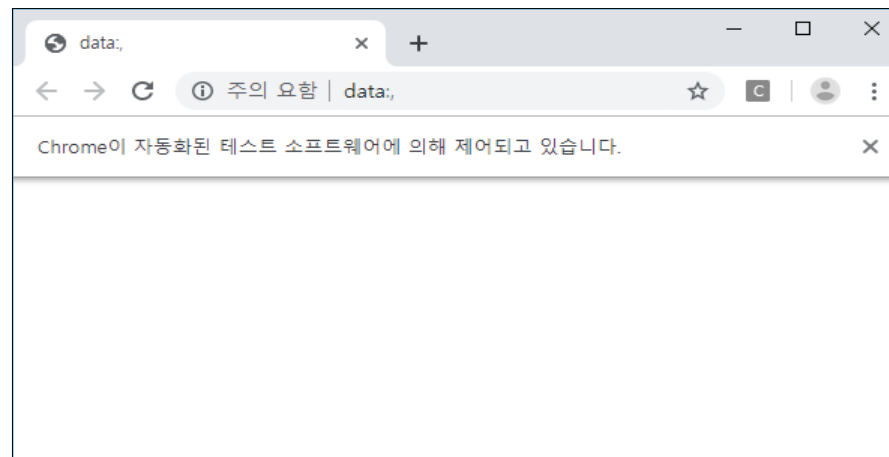 data:,
주의 요함 | data:,
C
Chrome이 자동화된 테스트 소프트웨어에 의해 제어되고 있습니다.